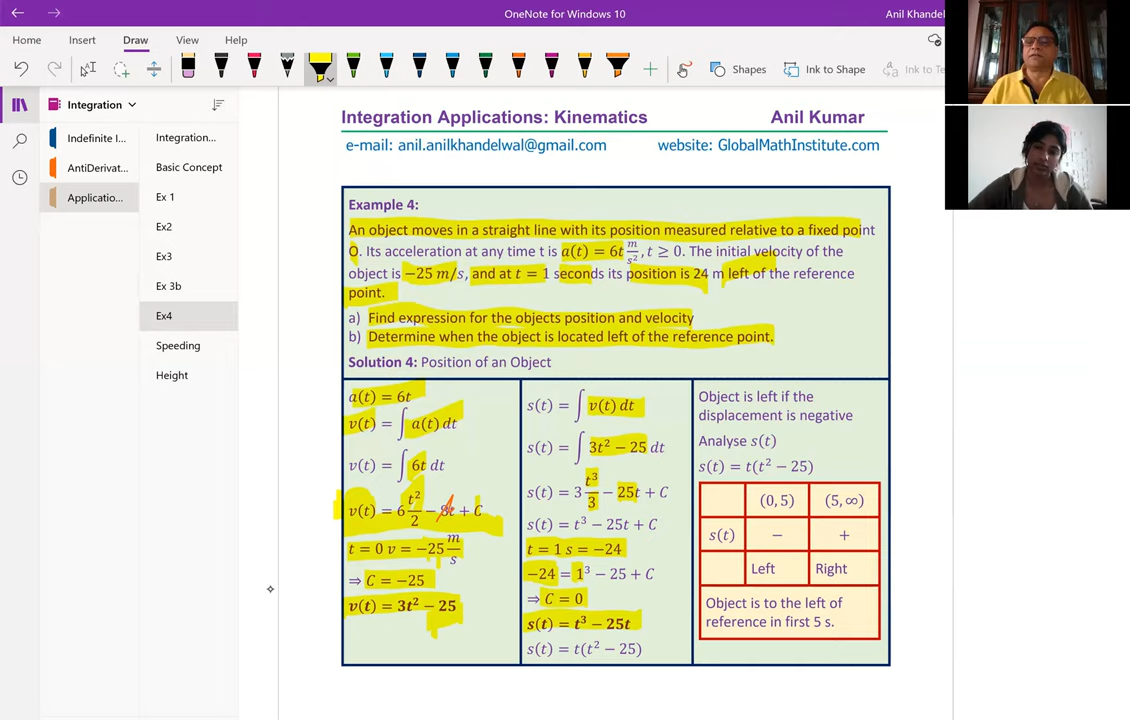 OneNote for Windows 10
Anil Khandel
Home Insert Draw View Help
Shapes Ink to Shape Ink to Te
Integration
Indefinite I...
AntiDerivat...
Applicatio...
Integration...
Basic Concept
Ex 1
Ex2
Ex3
Ex 3b
Ex4
Speeding
Height
Integration Applications: Kinematics Anil Kumar
e-mail: anil.anilkhandelwal@gmail.com website: GlobalMathInstitute.com
Example 4:
An object moves in a straight line with its position measured relative to a fixed point
O. Its acceleration at any time t is a(t) = 6t m/s², t ≥ 0. The initial velocity of the
object is −25 m/s, and at t = 1 seconds its position is 24 m left of the reference
point.
a) Find expression for the objects position and velocity
b) Determine when the object is located left of the reference point.
Solution 4: Position of an Object
a(t) = 6t
v(t) = ∫ a(t) dt
v(t) = ∫ 6t dt
v(t) = 6 t²/2 − 8t + C
t = 0 v = −25 m/s
⇒ C = −25
v(t) = 3t² − 25
s(t) = ∫ v(t) dt
s(t) = ∫ 3t² − 25 dt
s(t) = 3 t³/3 − 25t + C
s(t) = t³ − 25t + C
t = 1 s = −24
−24 = 1³ − 25 + C
⇒ C = 0
s(t) = t³ − 25t
s(t) = t(t² − 25)
Object is left if the
displacement is negative
Analyse s(t)
s(t) = t(t² − 25)
(0, 5) (5, ∞)
s(t) − +
Left Right
Object is to the left of
reference in first 5 s.